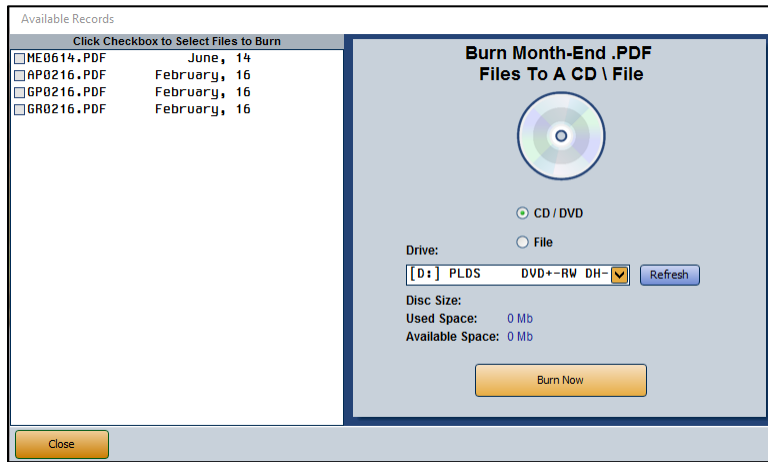 Available Records
Click Checkbox to Select Files to Burn
ME0614.PDF June, 14
AP0216.PDF February, 16
GP0216.PDF February, 16
GR0216.PDF February, 16
Burn Month-End .PDF
Files To A CD \ File
CD / DVD
File
Drive:
[D:] PLDS DVD+-RW DH-
Refresh
Disc Size:
Used Space: 0 Mb
Available Space: 0 Mb
Burn Now
Close